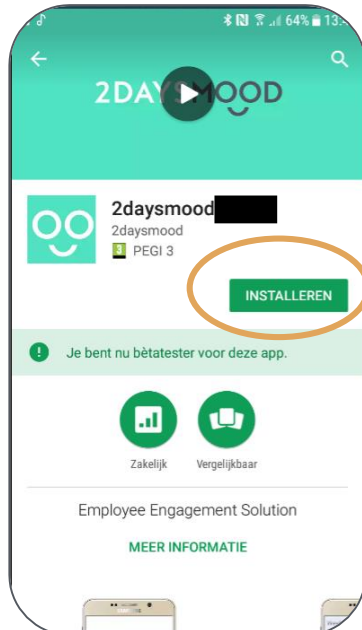 64%
2DAYSMOOD
2daysmood
2daysmood
3 PEGI 3
INSTALLEREN
! Je bent nu bètatester voor deze app.
Zakelijk Vergelijkbaar
Employee Engagement Solution
MEER INFORMATIE